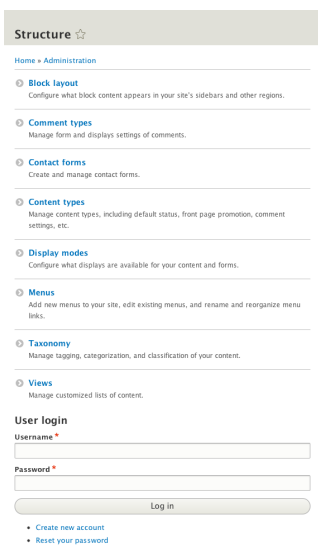 Structure
Home » Administration
Block layout
Configure what block content appears in your site's sidebars and other regions.
Comment types
Manage form and displays settings of comments.
Contact forms
Create and manage contact forms.
Content types
Manage content types, including default status, front page promotion, comment
settings, etc.
Display modes
Configure what displays are available for your content and forms.
Menus
Add new menus to your site, edit existing menus, and rename and reorganize menu
links.
Taxonomy
Manage tagging, categorization, and classification of your content.
Views
Manage customized lists of content.
User login
Username *
Password *
Log in
• Create new account
• Reset your password